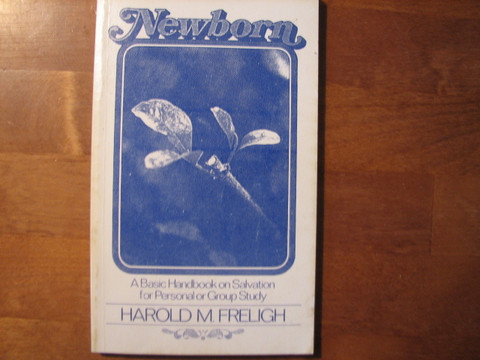 Newborn
A Basic Handbook on Salvation
for Personal or Group Study
HAROLD M. FRELIGH